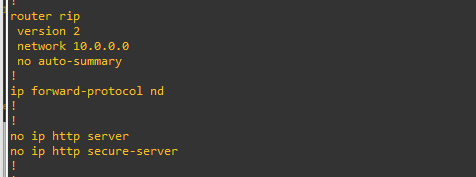 !
router rip
 version 2
 network 10.0.0.0
 no auto-summary
!
ip forward-protocol nd
!
!
no ip http server
no ip http secure-server
!